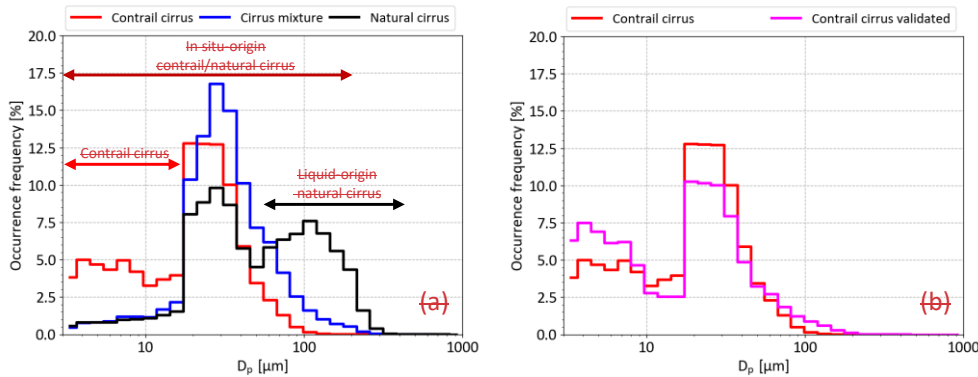 Contrail cirrus Cirrus mixture Natural cirrus
20.0
17.5
15.0
12.5
10.0
7.5
5.0
2.5
0.0
Occurrence frequency [%]
In situ-origin
contrail/natural cirrus
Contrail cirrus
Liquid-origin
natural cirrus
(a)
10 100 1000
Dp [µm]
Contrail cirrus Contrail cirrus validated
20.0
17.5
15.0
12.5
10.0
7.5
5.0
2.5
0.0
Occurrence frequency [%]
(b)
10 100 1000
Dp [µm]